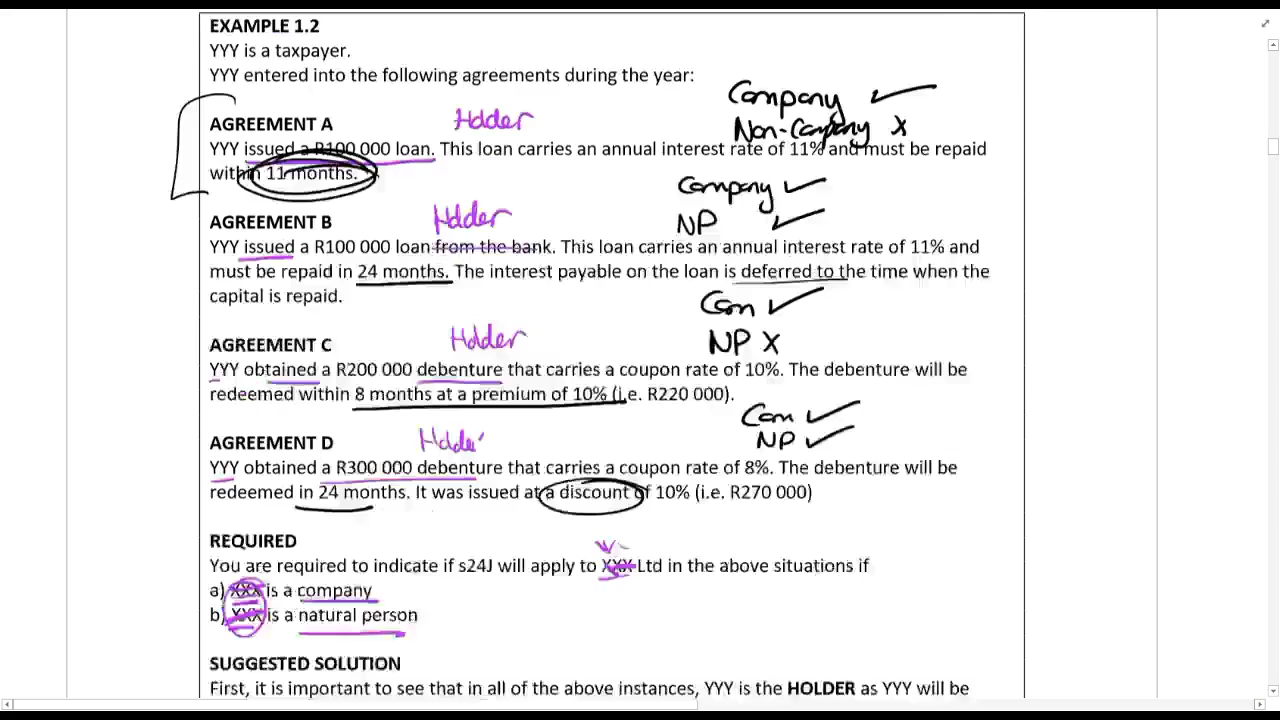 EXAMPLE 1.2
YYY is a taxpayer.
YYY entered into the following agreements during the year:
Company ✓
Holder
AGREEMENT A
Non-Company X
YYY issued a R100 000 loan. This loan carries an annual interest rate of 11% and must be repaid
within 11 months.
Company ✓
Holder
AGREEMENT B
NP ✓
YYY issued a R100 000 loan from the bank. This loan carries an annual interest rate of 11% and
must be repaid in 24 months. The interest payable on the loan is deferred to the time when the
capital is repaid.
Com ✓
Holder
AGREEMENT C
NP X
YYY obtained a R200 000 debenture that carries a coupon rate of 10%. The debenture will be
redeemed within 8 months at a premium of 10% (i.e. R220 000).
Com ✓
AGREEMENT D
Holder
NP ✓
YYY obtained a R300 000 debenture that carries a coupon rate of 8%. The debenture will be
redeemed in 24 months. It was issued at a discount of 10% (i.e. R270 000)
REQUIRED
You are required to indicate if s24J will apply to XXX Ltd in the above situations if
a) XXX is a company
b) XXX is a natural person
SUGGESTED SOLUTION
First, it is important to see that in all of the above instances, YYY is the HOLDER as YYY will be